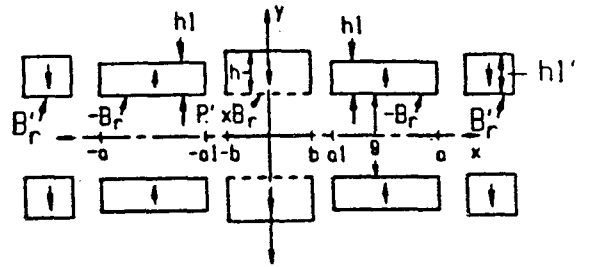 h1 y h1
h h1'
B'r -Br P.' xBr -Br B'r
-a -a1 -b b a1 g a x